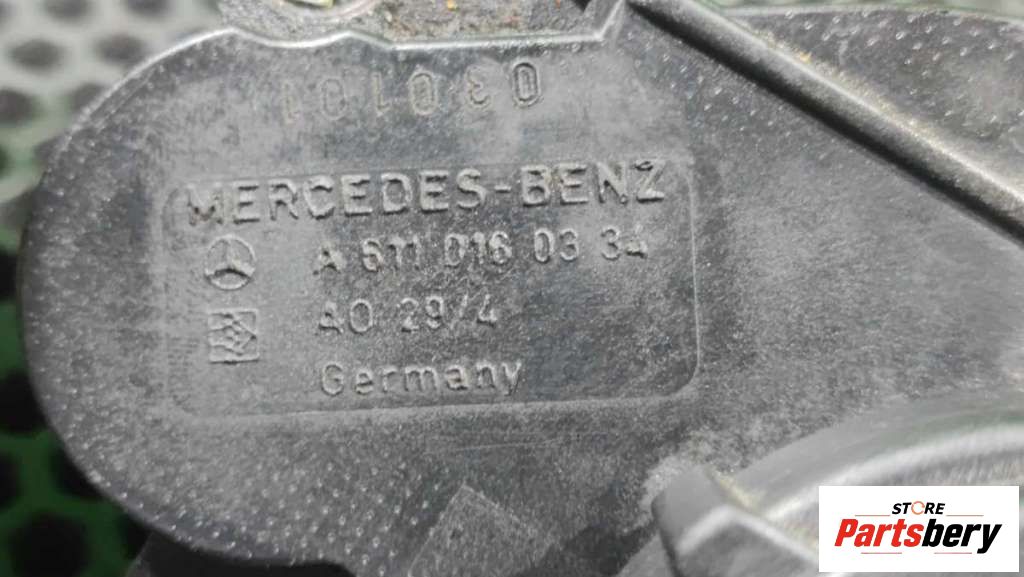 030101
MERCEDES-BENZ
A 611 016 03 34
AO 29/4
Germany
STORE
Partsbery